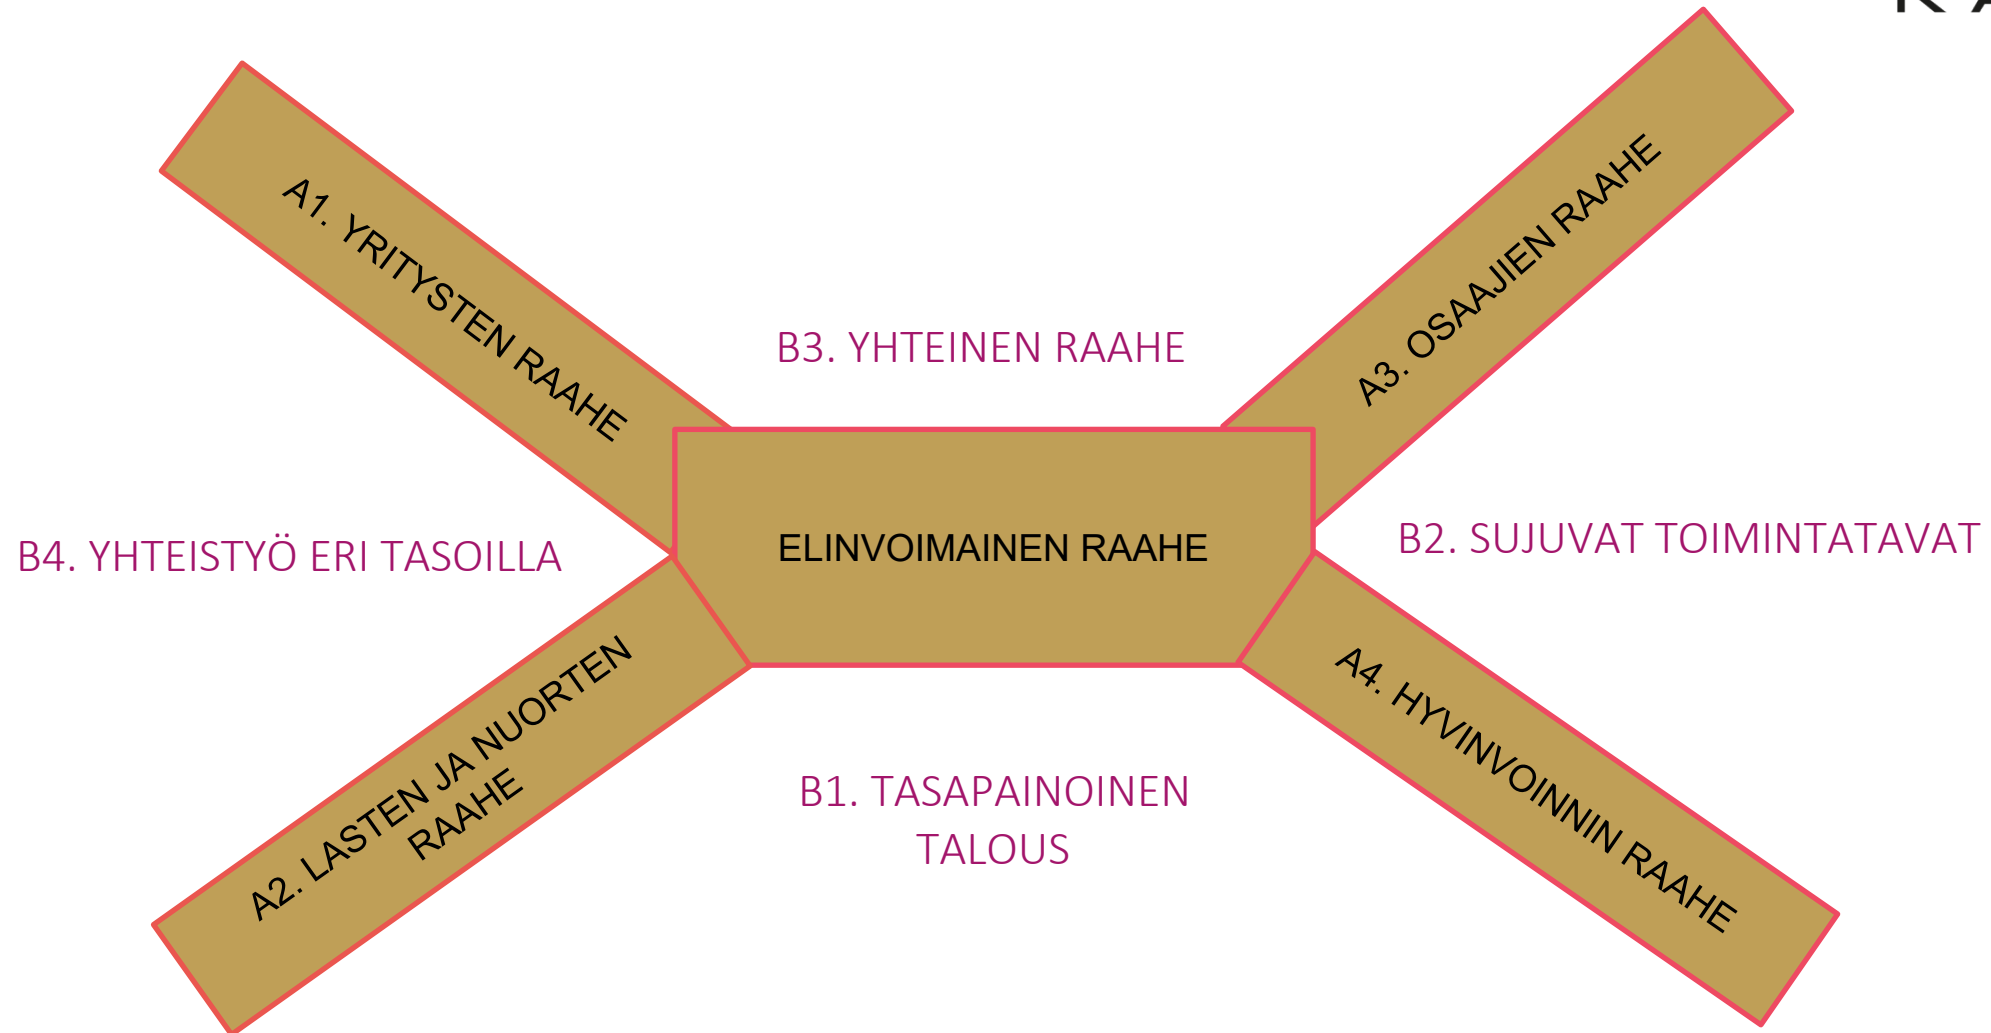 A1. YRITYSTEN RAAHE
A3. OSAAJIEN RAAHE
B3. YHTEINEN RAAHE
B4. YHTEISTYÖ ERI TASOILLA
ELINVOIMAINEN RAAHE
B2. SUJUVAT TOIMINTATAVAT
A2. LASTEN JA NUORTEN
RAAHE
B1. TASAPAINOINEN
TALOUS
A4. HYVINVOINNIN RAAHE